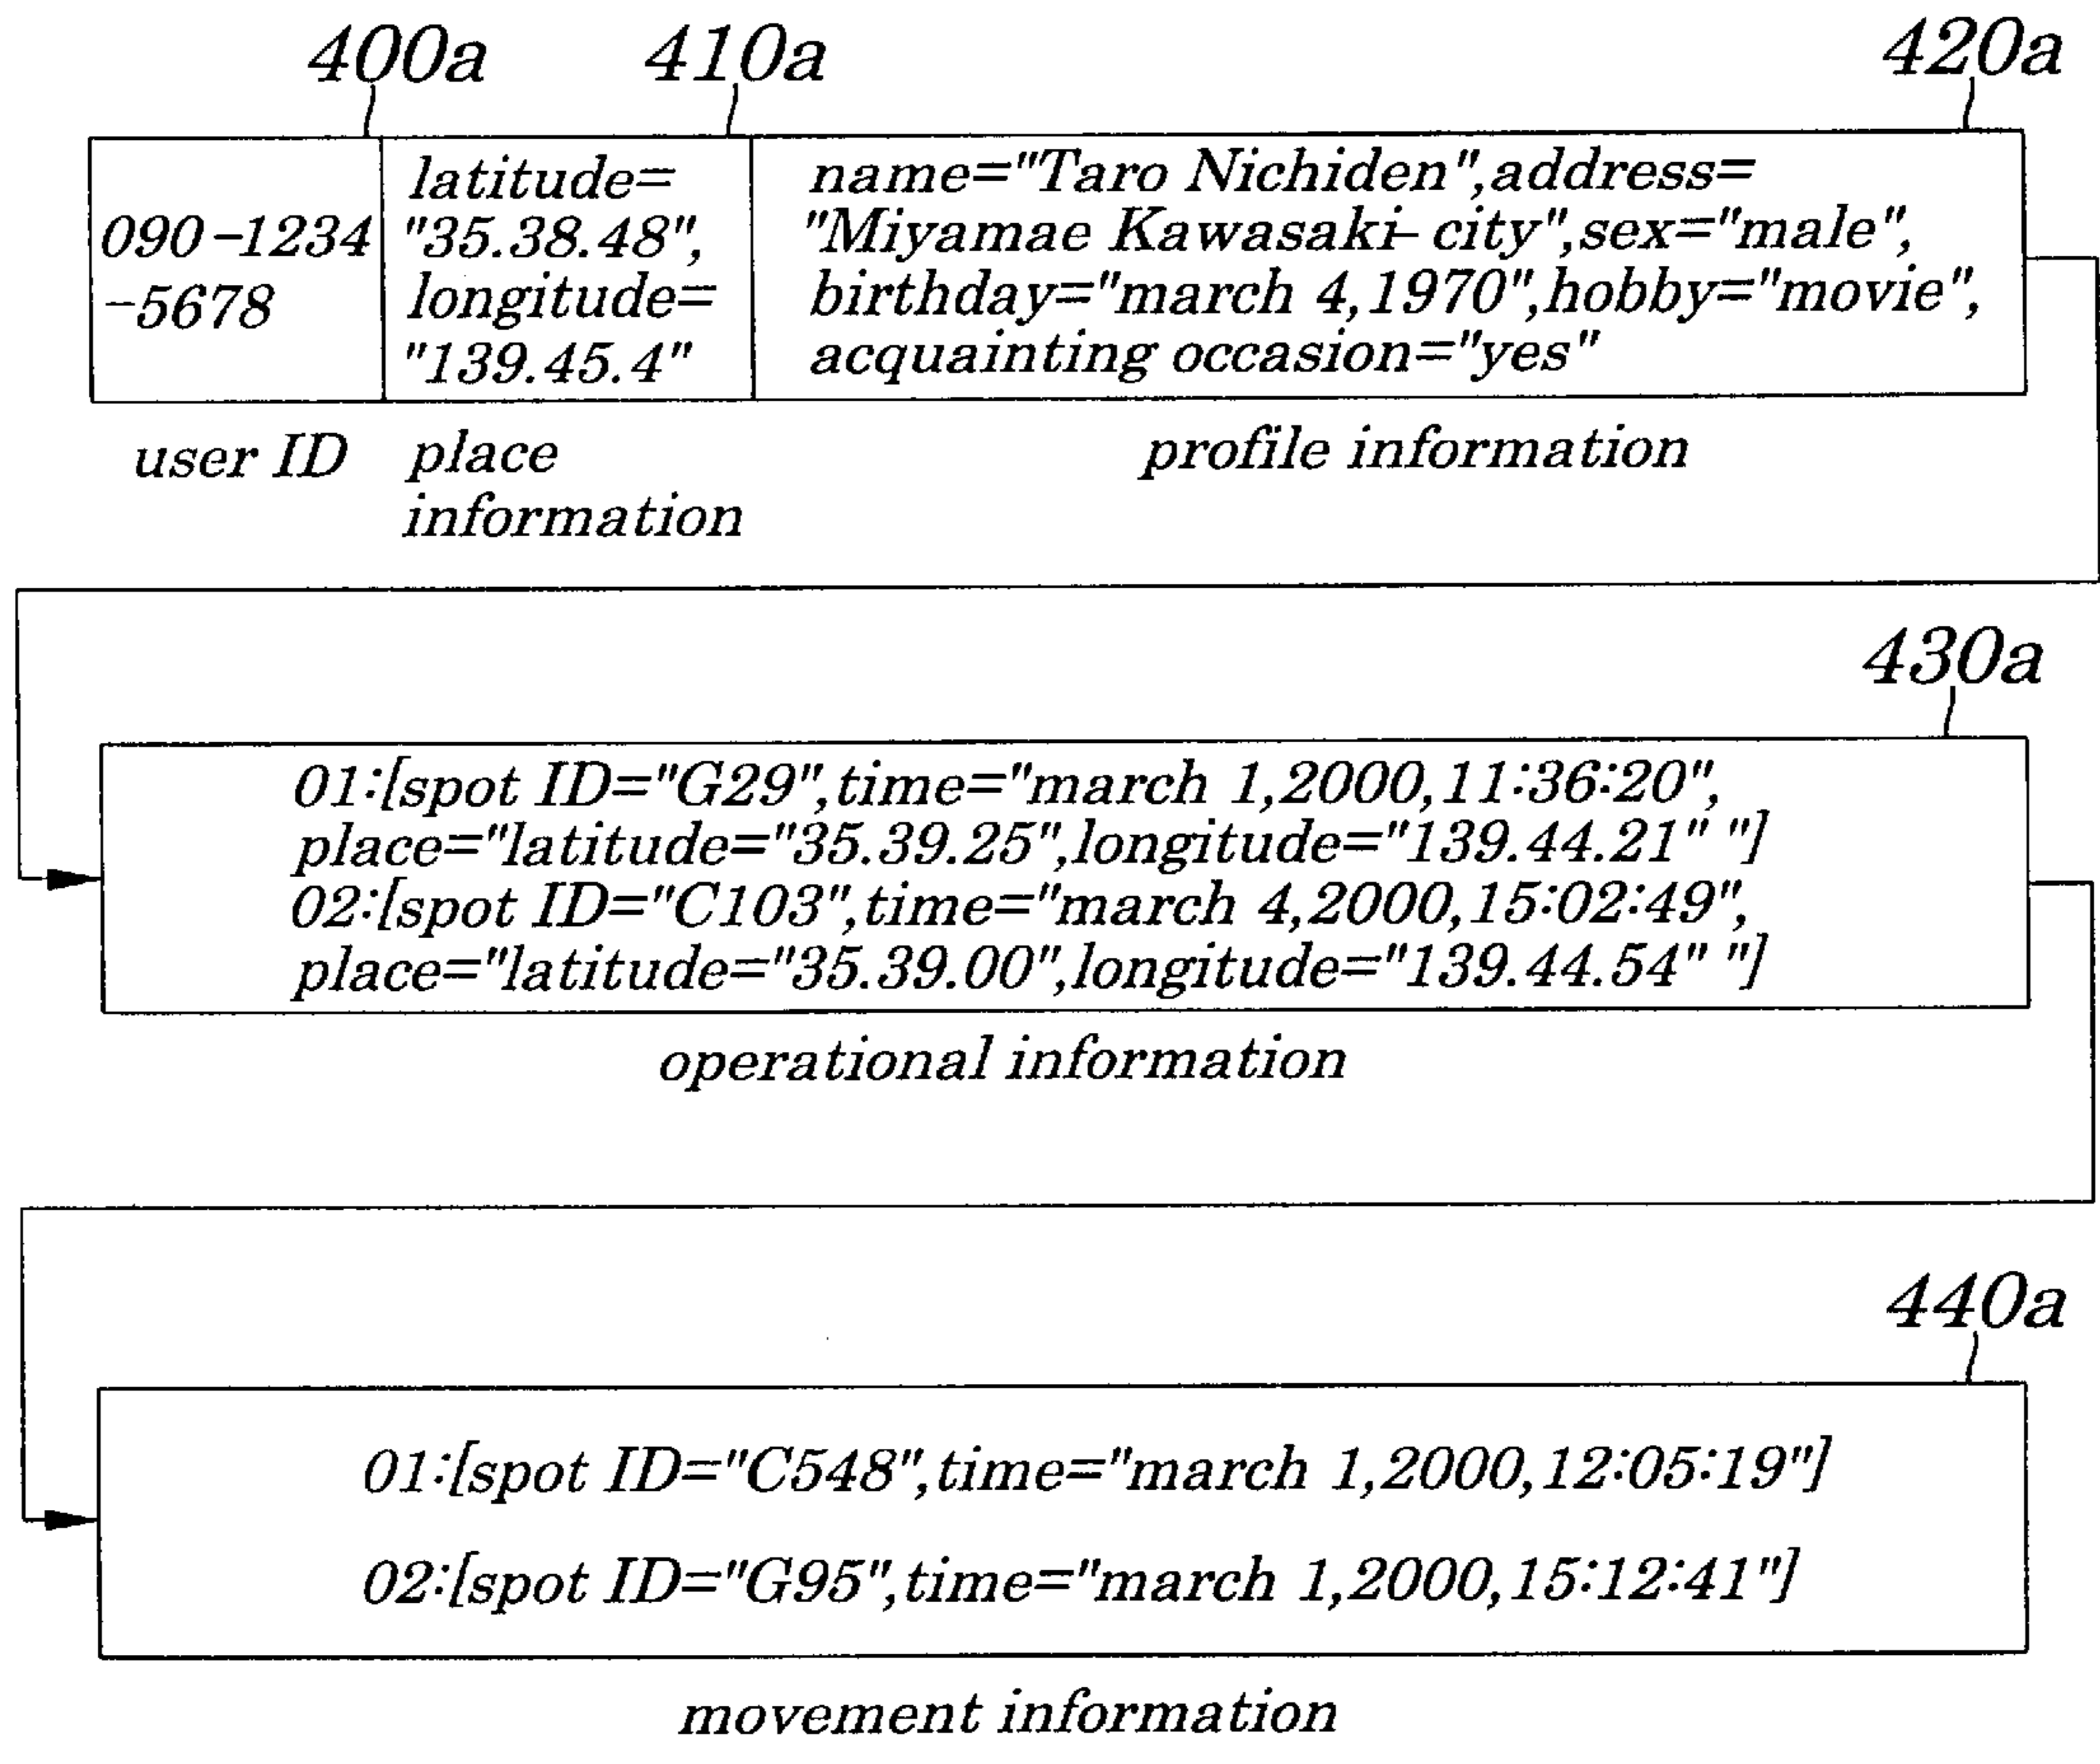 400a 410a 420a
090-1234
-5678
latitude=
"35.38.48",
longitude=
"139.45.4"
name="Taro Nichiden",address=
"Miyamae Kawasaki-city",sex="male",
birthday="march 4,1970",hobby="movie",
acquainting occasion="yes"
user ID
place
information
profile information
430a
01:[spot ID="G29",time="march 1,2000,11:36:20",
place="latitude="35.39.25",longitude="139.44.21" "]
02:[spot ID="C103",time="march 4,2000,15:02:49",
place="latitude="35.39.00",longitude="139.44.54" "]
operational information
440a
01:[spot ID="C548",time="march 1,2000,12:05:19"]
02:[spot ID="G95",time="march 1,2000,15:12:41"]
movement information